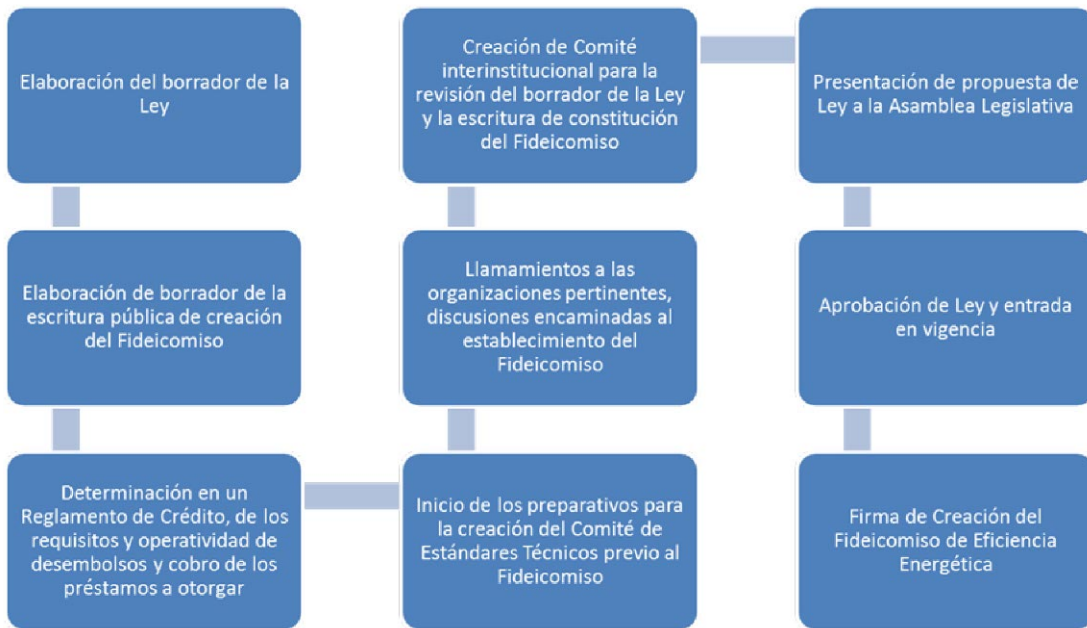 Elaboración del borrador de la
Ley
Elaboración de borrador de la
escritura pública de creación
del Fideicomiso
Determinación en un
Reglamento de Crédito, de los
requisitos y operatividad de
desembolsos y cobro de los
préstamos a otorgar
Inicio de los preparativos para
la creación del Comité de
Estándares Técnicos previo al
Fideicomiso
Llamamientos a las
organizaciones pertinentes,
discusiones encaminadas al
establecimiento del
Fideicomiso
Creación de Comité
interinstitucional para la
revisión del borrador de la Ley
y la escritura de constitución
del Fideicomiso
Presentación de propuesta de
Ley a la Asamblea Legislativa
Aprobación de Ley y entrada
en vigencia
Firma de Creación del
Fideicomiso de Eficiencia
Energética